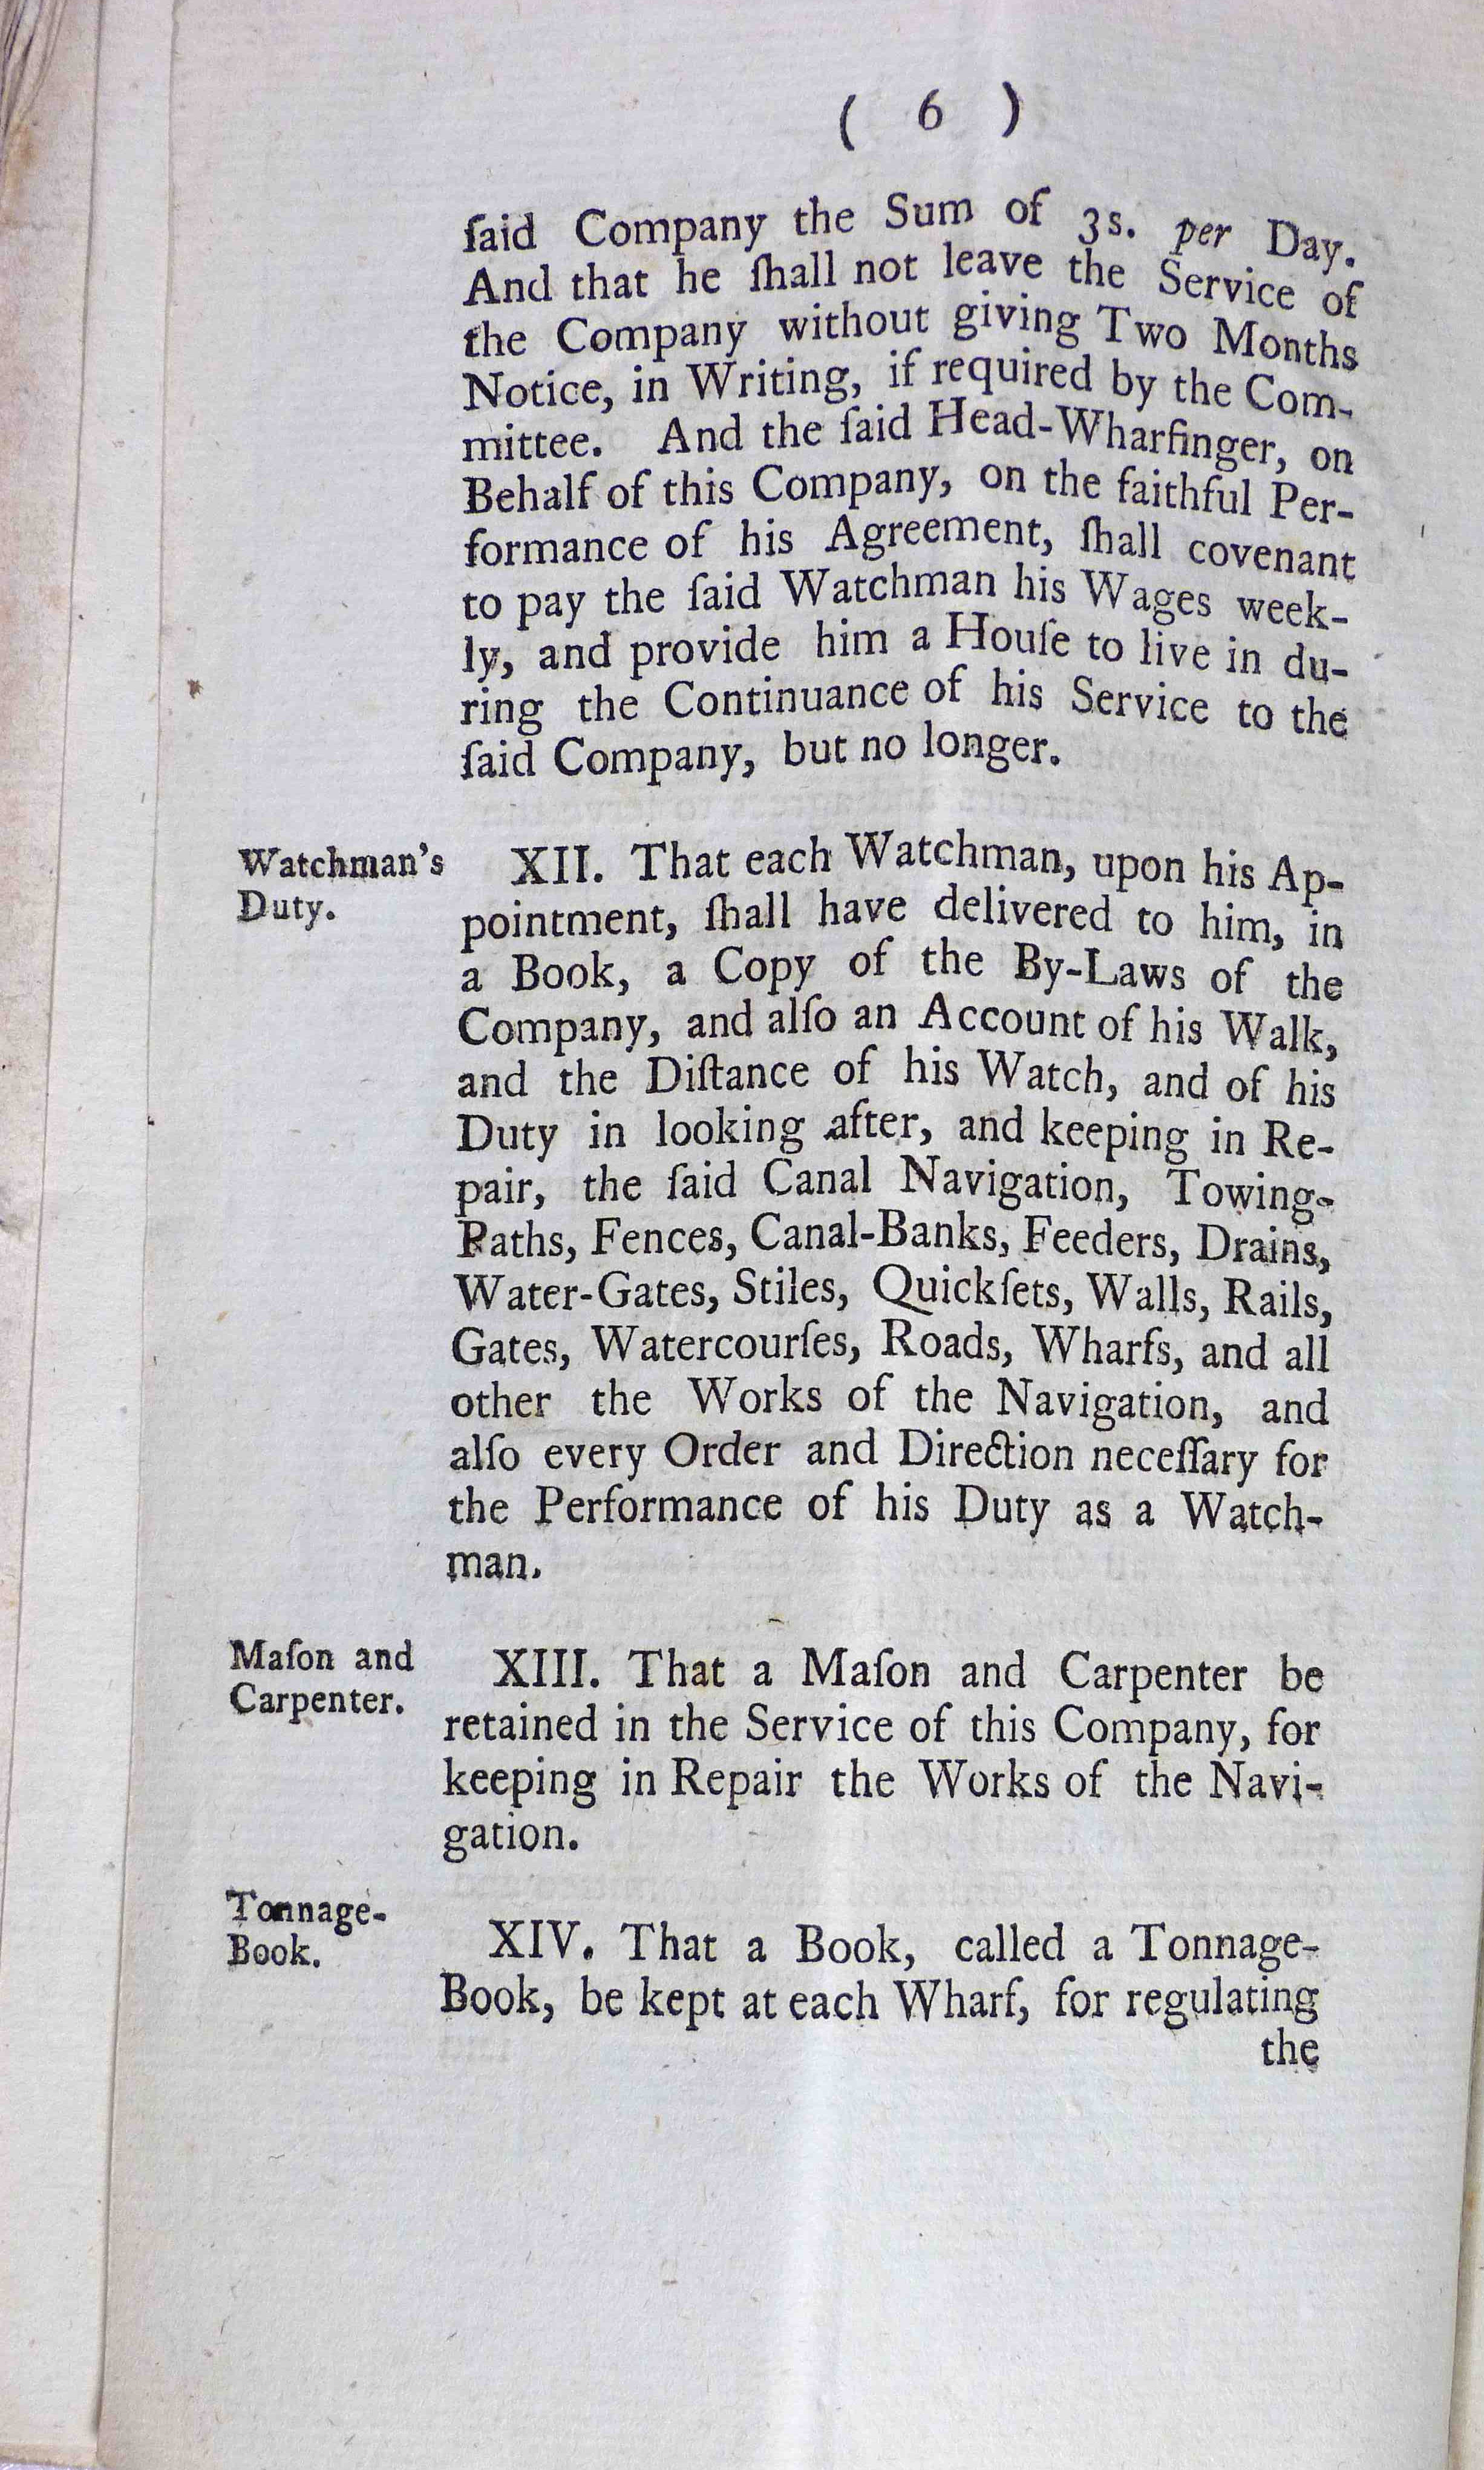 ( 6 )
ſaid Company the Sum of 3s. per Day.
And that he ſhall not leave the Service of
the Company without giving Two Months
Notice, in Writing, if required by the Com-
mittee. And the ſaid Head-Wharfinger, on
Behalf of this Company, on the faithful Per-
formance of his Agreement, ſhall covenant
to pay the ſaid Watchman his Wages week-
ly, and provide him a Houſe to live in du-
ring the Continuance of his Service to the
ſaid Company, but no longer.
Watchman's
Duty.
XII. That each Watchman, upon his Ap-
pointment, ſhall have delivered to him, in
a Book, a Copy of the By-Laws of the
Company, and alſo an Account of his Walk,
and the Diſtance of his Watch, and of his
Duty in looking after, and keeping in Re-
pair, the ſaid Canal Navigation, Towing-
Paths, Fences, Canal-Banks, Feeders, Drains,
Water-Gates, Stiles, Quickſets, Walls, Rails,
Gates, Watercourſes, Roads, Wharfs, and all
other the Works of the Navigation, and
alſo every Order and Direction neceſſary for
the Performance of his Duty as a Watch-
man.
Maſon and
Carpenter.
XIII. That a Maſon and Carpenter be
retained in the Service of this Company, for
keeping in Repair the Works of the Navi-
gation.
Tonnage-
Book.
XIV. That a Book, called a Tonnage-
Book, be kept at each Wharf, for regulating
the